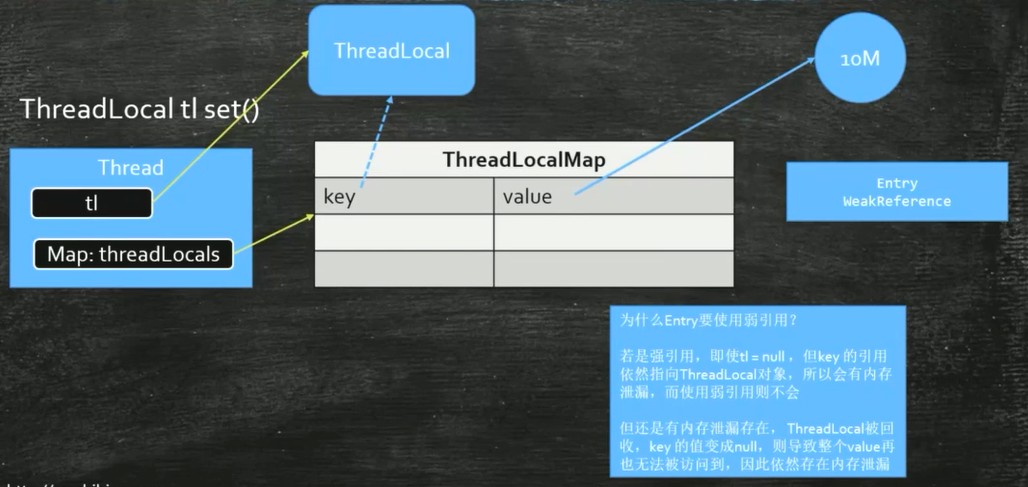 ThreadLocal
10M
ThreadLocal tl set()
Thread
tl
Map: threadLocals
ThreadLocalMap
key
value
Entry
WeakReference
为什么Entry要使用弱引用？
若是强引用，即使tl = null ，但key 的引用
依然指向ThreadLocal对象，所以会有内存
泄漏，而使用弱引用则不会
但还是有内存泄漏存在， ThreadLocal被回
收，key 的值变成null，则导致整个value再
也无法被访问到，因此依然存在内存泄漏